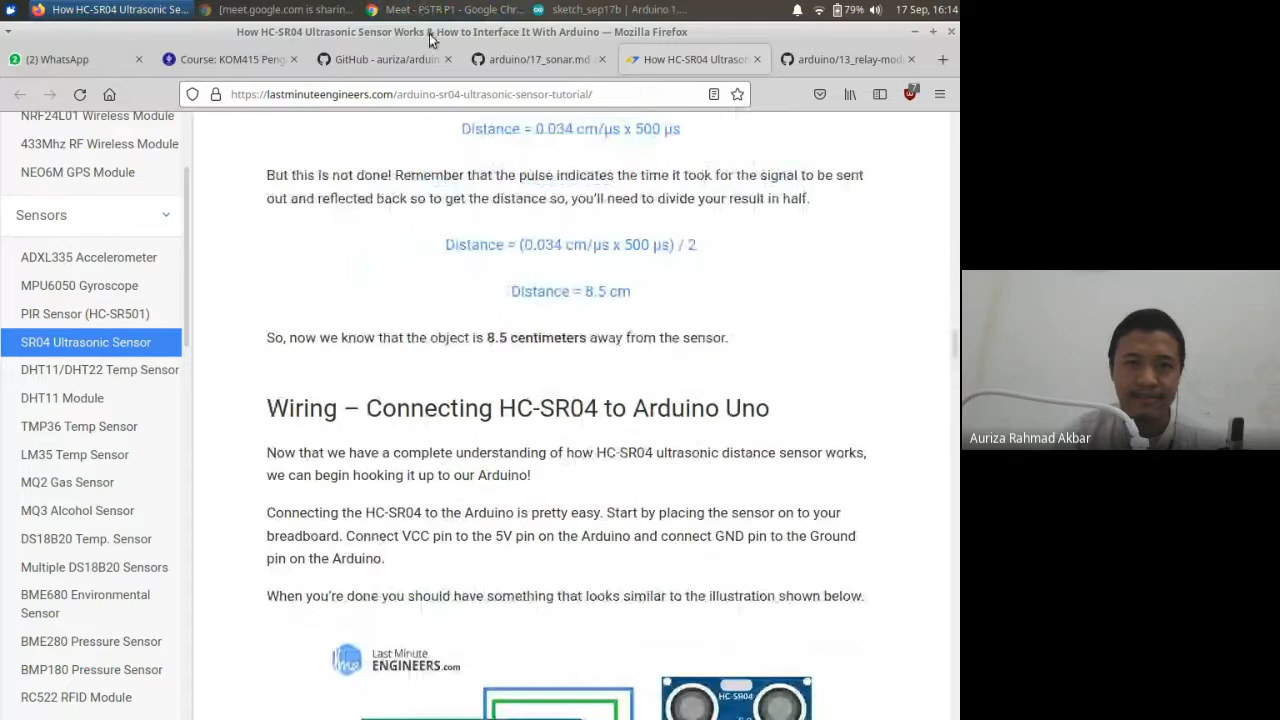 How HC-SR04 Ultrasonic Se...
[meet.google.com is sharin...
Meet - PSTR P1 - Google Chr...
sketch_sep17b | Arduino 1....
79%
17 Sep, 16:14
How HC-SR04 Ultrasonic Sensor Works & How to Interface It With Arduino — Mozilla Firefox
(2) WhatsApp
Course: KOM415 Peng
GitHub - auriza/arduin
arduino/17_sonar.md
How HC-SR04 Ultrason
arduino/13_relay-mod
https://lastminuteengineers.com/arduino-sr04-ultrasonic-sensor-tutorial/
NRF24L01 Wireless Module
433Mhz RF Wireless Module
NEO6M GPS Module
Sensors
ADXL335 Accelerometer
MPU6050 Gyroscope
PIR Sensor (HC-SR501)
SR04 Ultrasonic Sensor
DHT11/DHT22 Temp Sensor
DHT11 Module
TMP36 Temp Sensor
LM35 Temp Sensor
MQ2 Gas Sensor
MQ3 Alcohol Sensor
DS18B20 Temp. Sensor
Multiple DS18B20 Sensors
BME680 Environmental
Sensor
BME280 Pressure Sensor
BMP180 Pressure Sensor
RC522 RFID Module
Distance = 0.034 cm/µs x 500 µs
But this is not done! Remember that the pulse indicates the time it took for the signal to be sent
out and reflected back so to get the distance so, you'll need to divide your result in half.
Distance = (0.034 cm/µs x 500 µs) / 2
Distance = 8.5 cm
So, now we know that the object is 8.5 centimeters away from the sensor.
Wiring – Connecting HC-SR04 to Arduino Uno
Now that we have a complete understanding of how HC-SR04 ultrasonic distance sensor works,
we can begin hooking it up to our Arduino!
Connecting the HC-SR04 to the Arduino is pretty easy. Start by placing the sensor on to your
breadboard. Connect VCC pin to the 5V pin on the Arduino and connect GND pin to the Ground
pin on the Arduino.
When you're done you should have something that looks similar to the illustration shown below.
Last Minute
ENGINEERS.com
HC-SR04
Auriza Rahmad Akbar